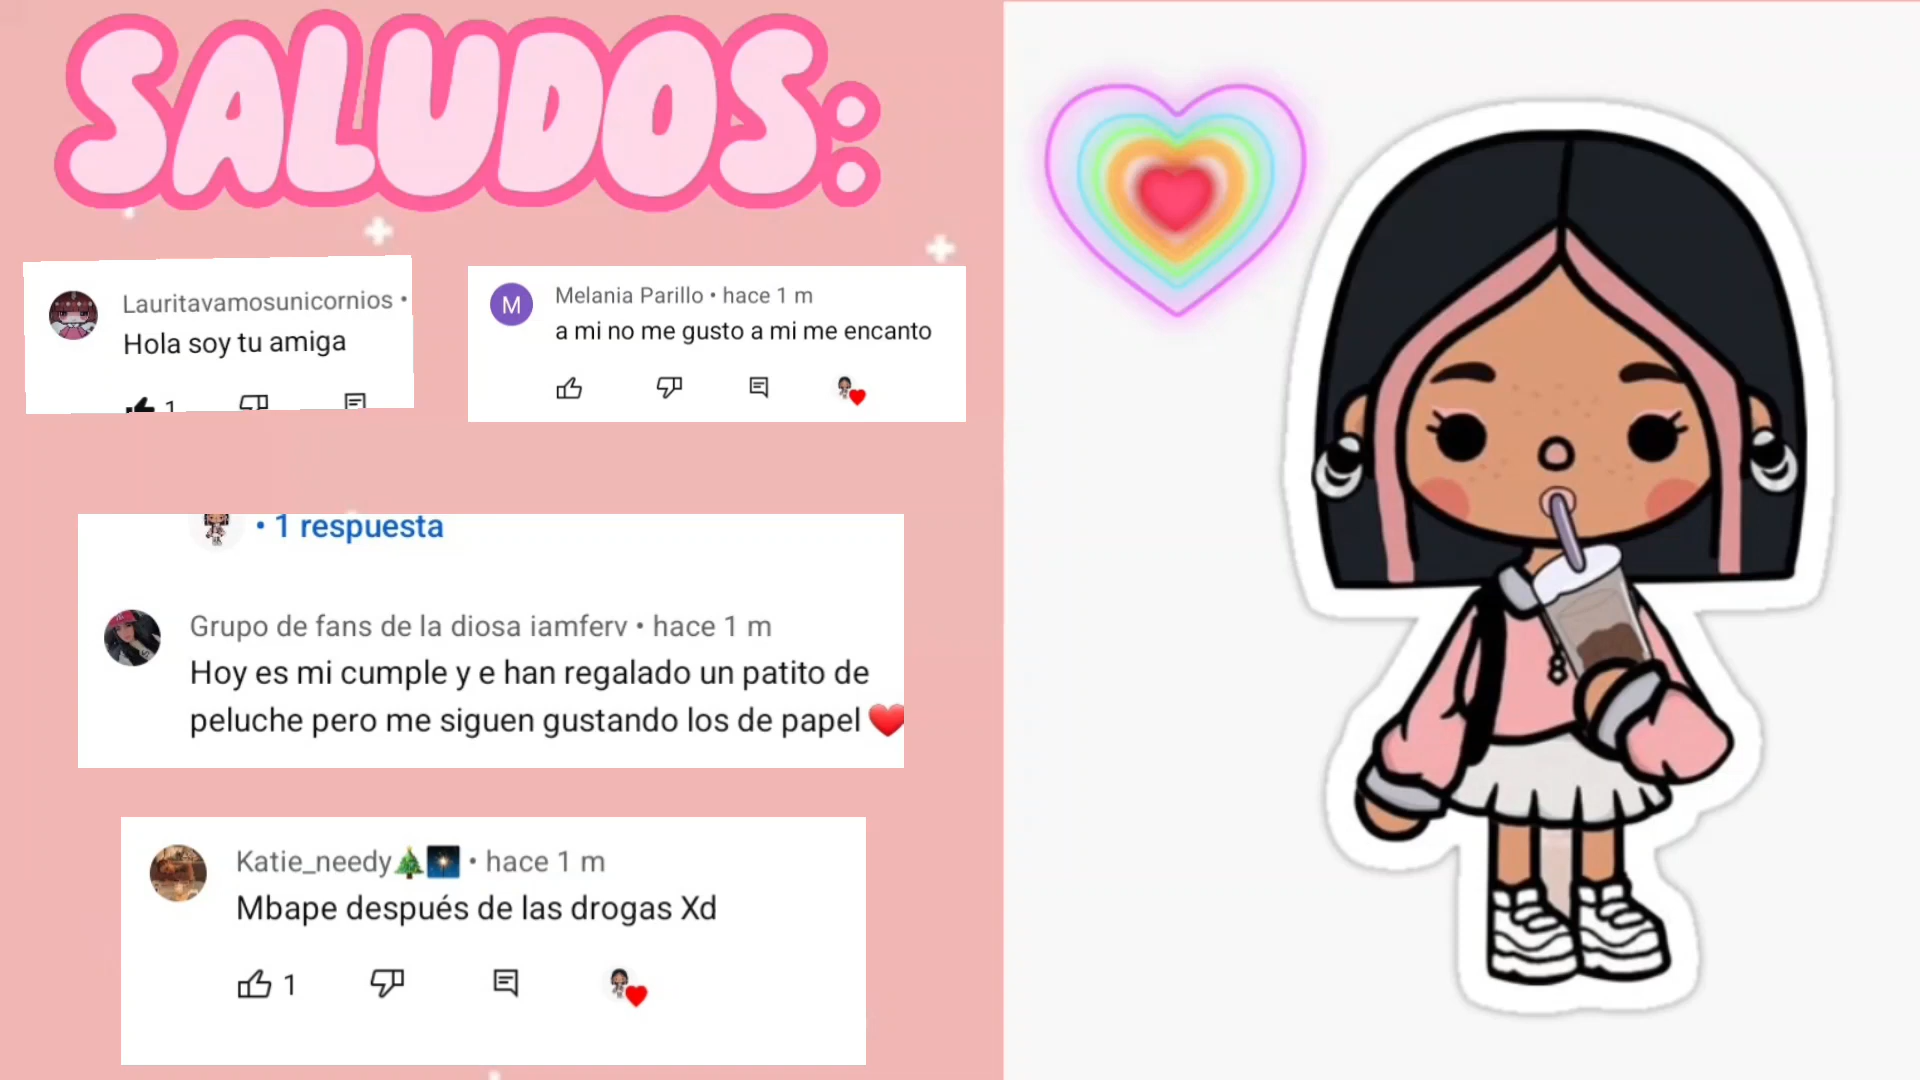 SALUDOS:
Lauritavamosunicornios •
Hola soy tu amiga
1
M
Melania Parillo • hace 1 m
a mi no me gusto a mi me encanto
• 1 respuesta
Grupo de fans de la diosa iamferv • hace 1 m
Hoy es mi cumple y e han regalado un patito de
peluche pero me siguen gustando los de papel ❤️
Katie_needy🎄🎇 • hace 1 m
Mbape después de las drogas Xd
1